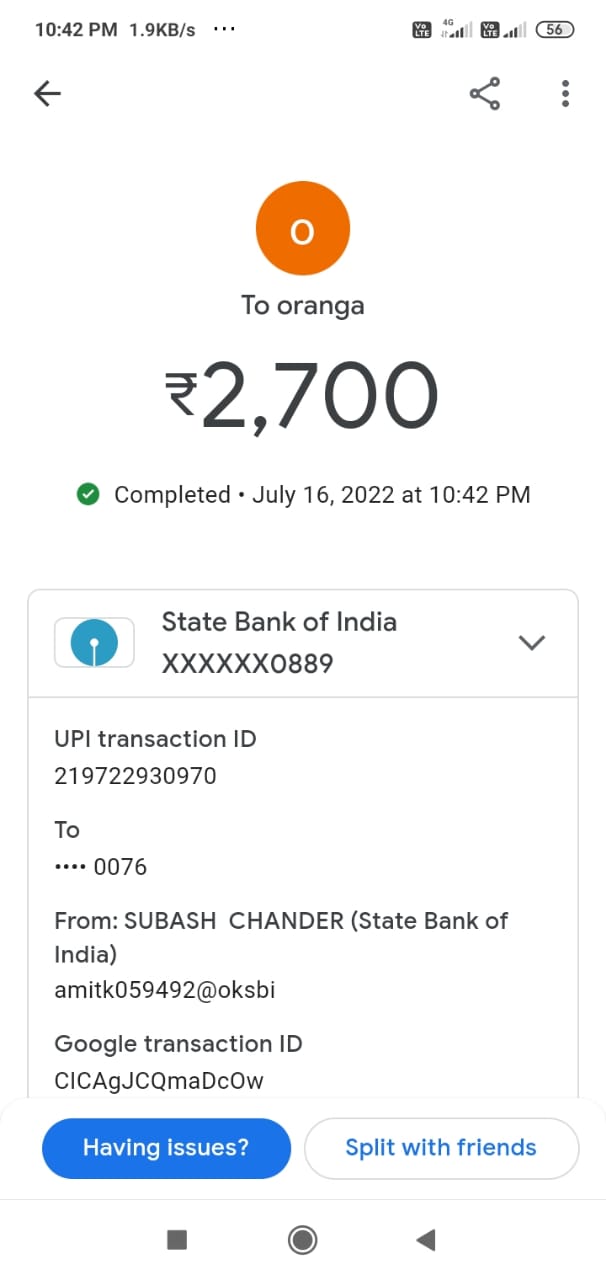 10:42 PM 1.9KB/s ...
Vo LTE 4G Vo LTE 56
O
To oranga
₹2,700
Completed • July 16, 2022 at 10:42 PM
State Bank of India
XXXXXX0889
UPI transaction ID
219722930970
To
•••• 0076
From: SUBASH CHANDER (State Bank of
India)
amitk059492@oksbi
Google transaction ID
CICAgJCQmaDcOw
Having issues?
Split with friends